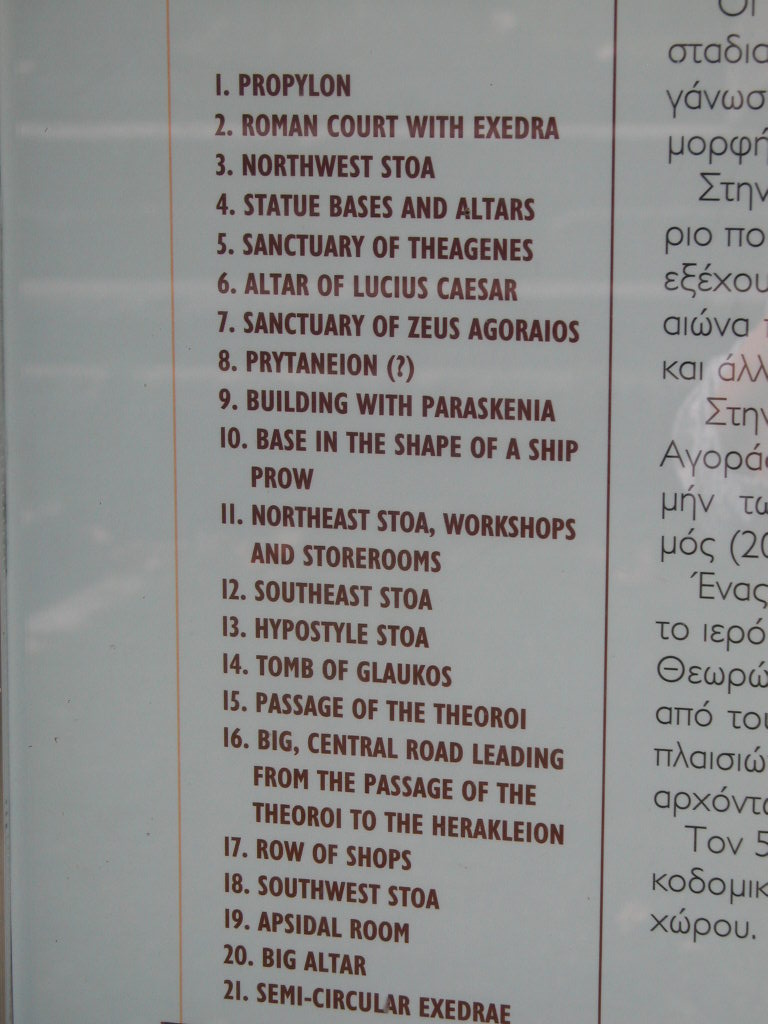 1. PROPYLON
2. ROMAN COURT WITH EXEDRA
3. NORTHWEST STOA
4. STATUE BASES AND ALTARS
5. SANCTUARY OF THEAGENES
6. ALTAR OF LUCIUS CAESAR
7. SANCTUARY OF ZEUS AGORAIOS
8. PRYTANEION (?)
9. BUILDING WITH PARASKENIA
10. BASE IN THE SHAPE OF A SHIP
PROW
11. NORTHEAST STOA, WORKSHOPS
AND STOREROOMS
12. SOUTHEAST STOA
13. HYPOSTYLE STOA
14. TOMB OF GLAUKOS
15. PASSAGE OF THE THEOROI
16. BIG, CENTRAL ROAD LEADING
FROM THE PASSAGE OF THE
THEOROI TO THE HERAKLEION
17. ROW OF SHOPS
18. SOUTHWEST STOA
19. APSIDAL ROOM
20. BIG ALTAR
21. SEMI-CIRCULAR EXEDRAE
Οι
σταδια
γάνωσ
μορφή
Στην
ριο πο
εξέχου
αιώνα
και άλλ
Στην
Αγορά
μήν τω
μός (20
Ένας
το ιερό
Θεωρώ
από του
πλαισιώ
αρχόντ
Τον 5
κοδομικ
χώρου.